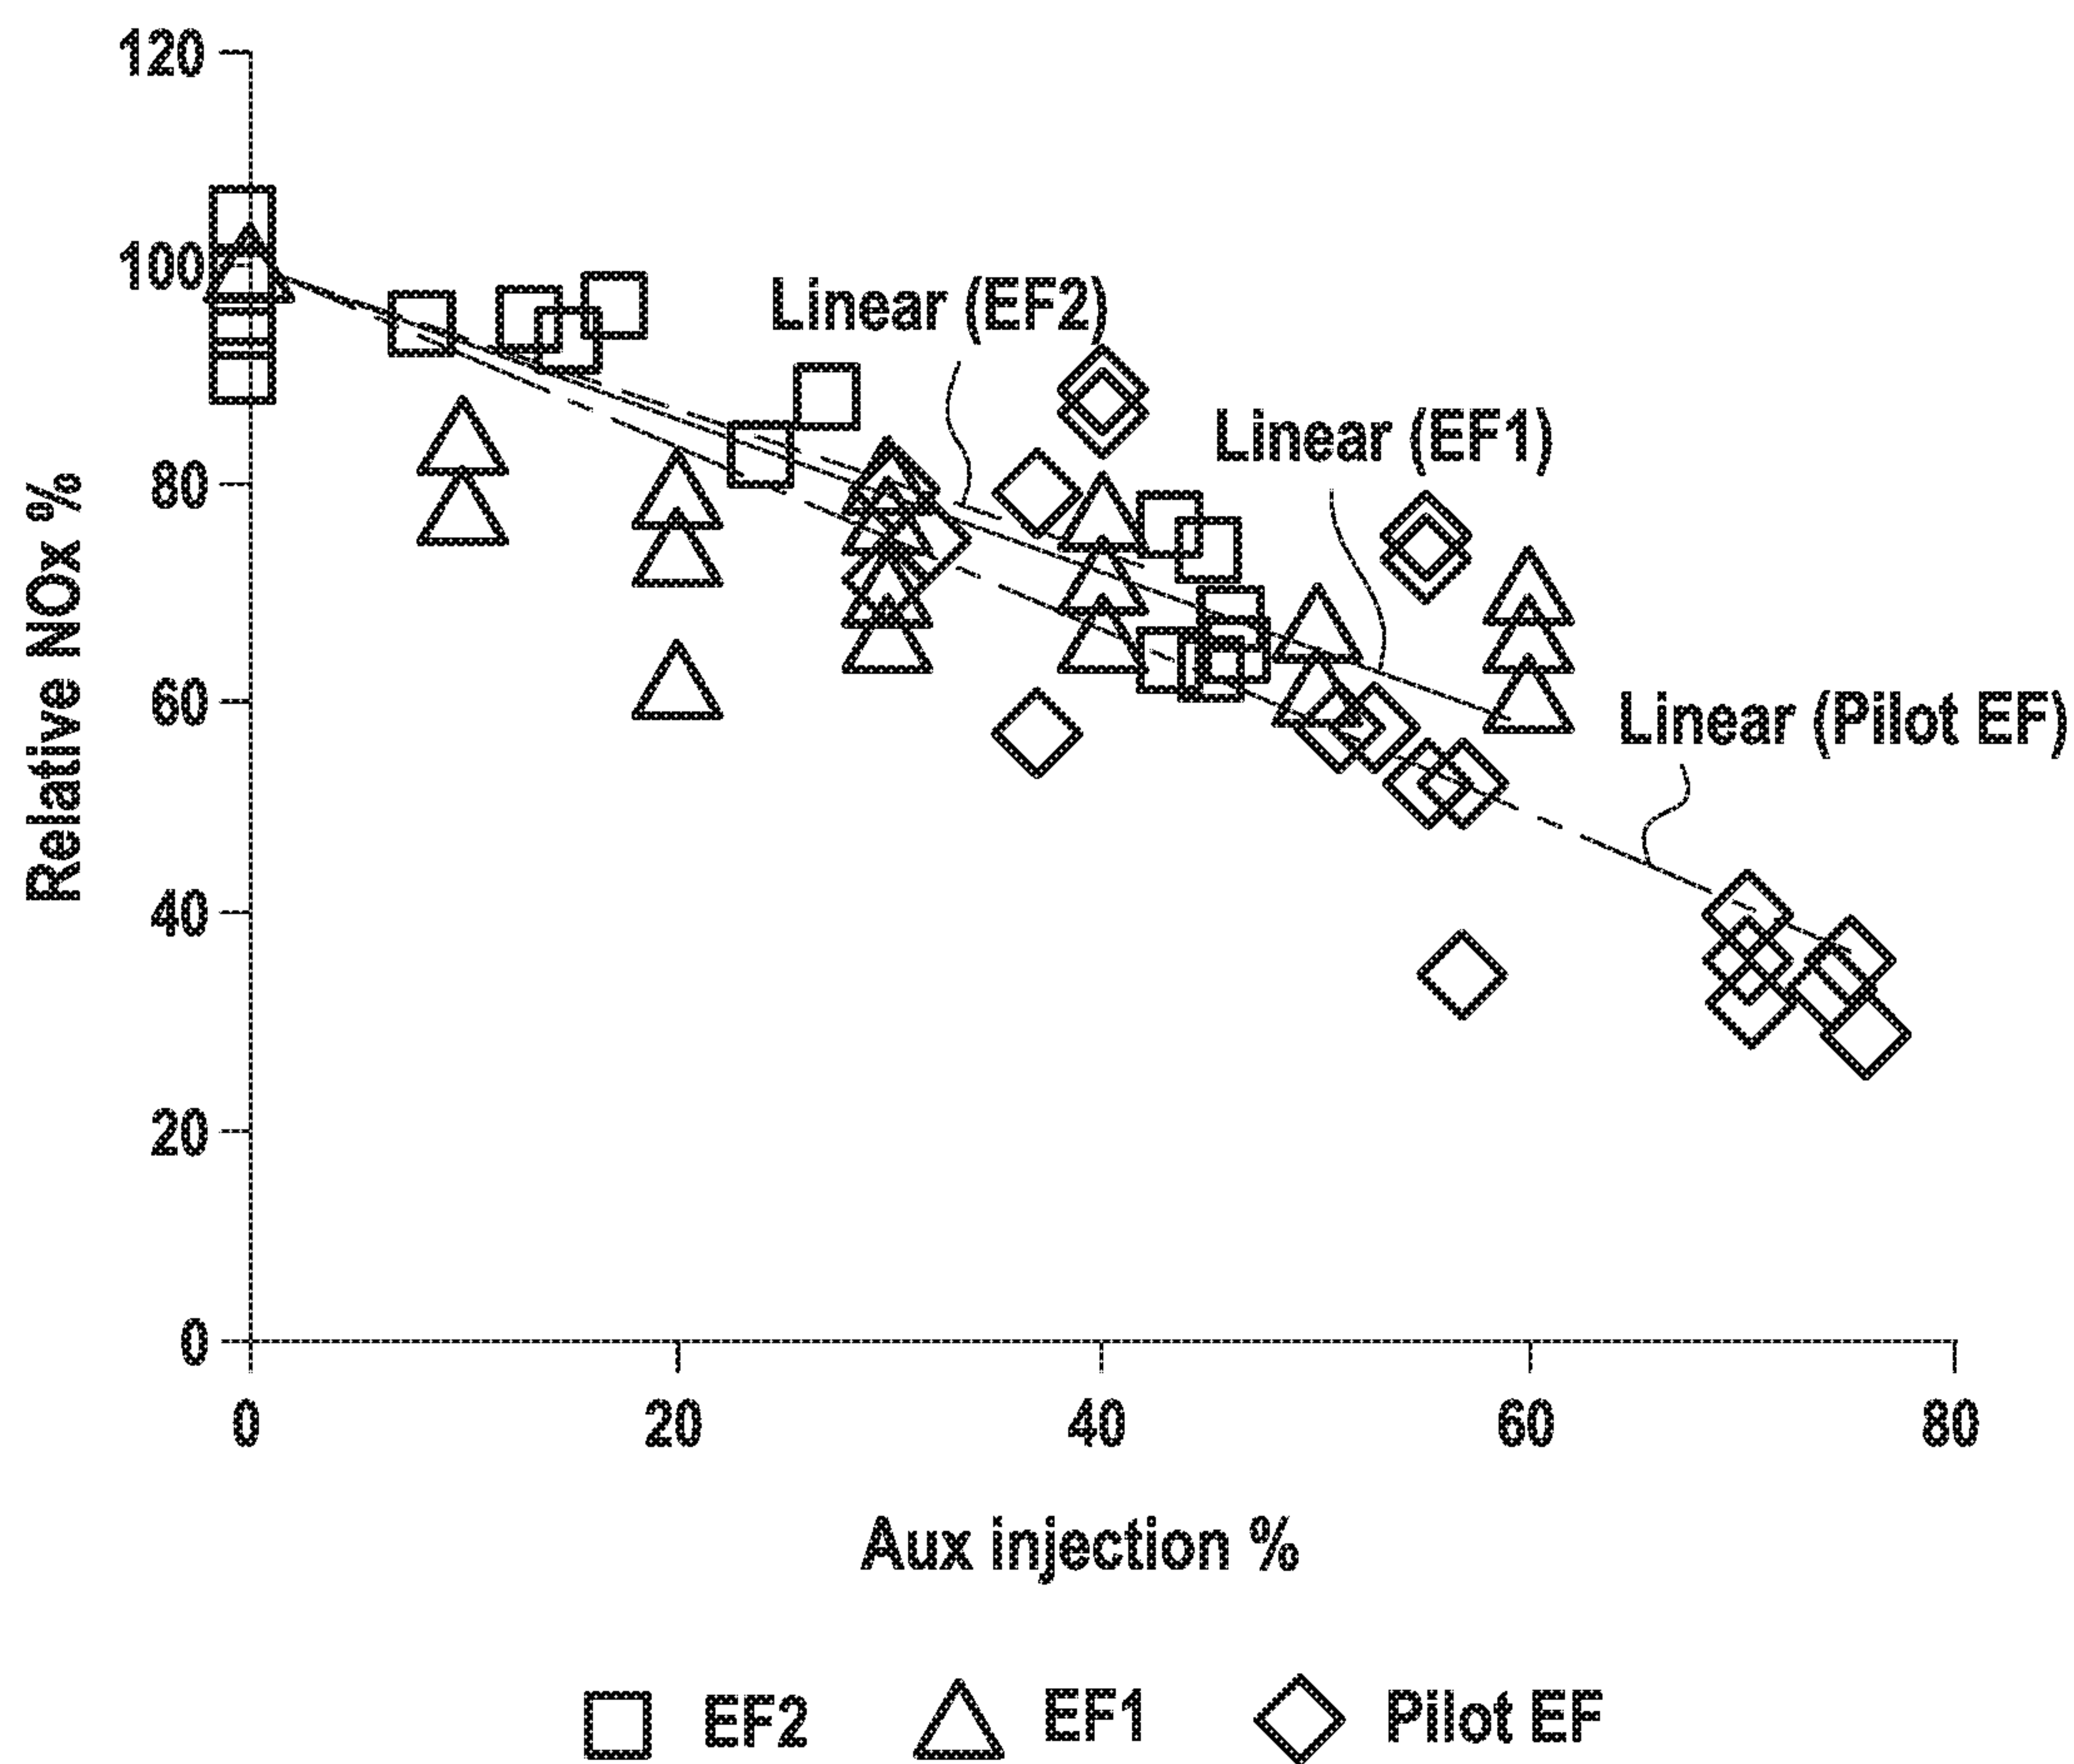 120
100
80
60
40
20
0
Relative NOx %
Linear (EF2)
Linear (EF1)
Linear (Pilot EF)
0 20 40 60 80
Aux injection %
EF2 EF1 Pilot EF